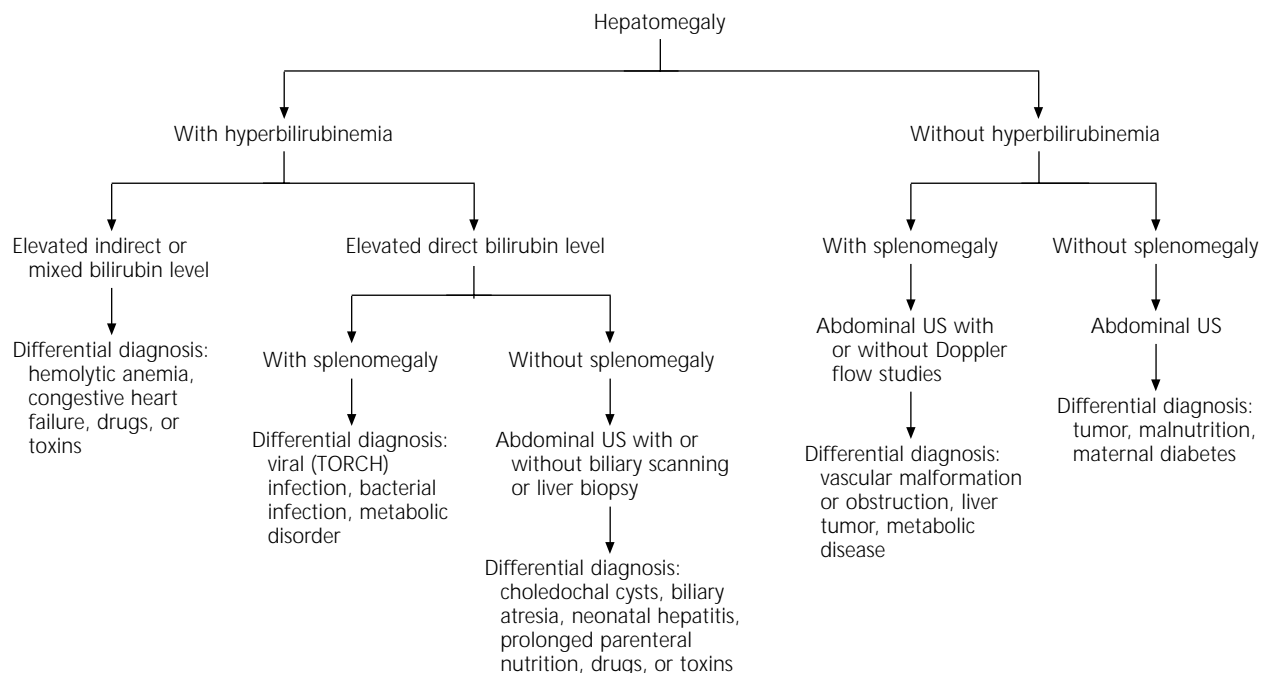 Hepatomegaly
With hyperbilirubinemia
Without hyperbilirubinemia
Elevated indirect or
mixed bilirubin level
Elevated direct bilirubin level
With splenomegaly
Without splenomegaly
Differential diagnosis:
hemolytic anemia,
congestive heart
failure, drugs, or
toxins
With splenomegaly
Without splenomegaly
Abdominal US with
or without Doppler
flow studies
Abdominal US
Differential diagnosis:
viral (TORCH)
infection, bacterial
infection, metabolic
disorder
Abdominal US with or
without biliary scanning
or liver biopsy
Differential diagnosis:
vascular malformation
or obstruction, liver
tumor, metabolic
disease
Differential diagnosis:
tumor, malnutrition,
maternal diabetes
Differential diagnosis:
choledochal cysts, biliary
atresia, neonatal hepatitis,
prolonged parenteral
nutrition, drugs, or toxins